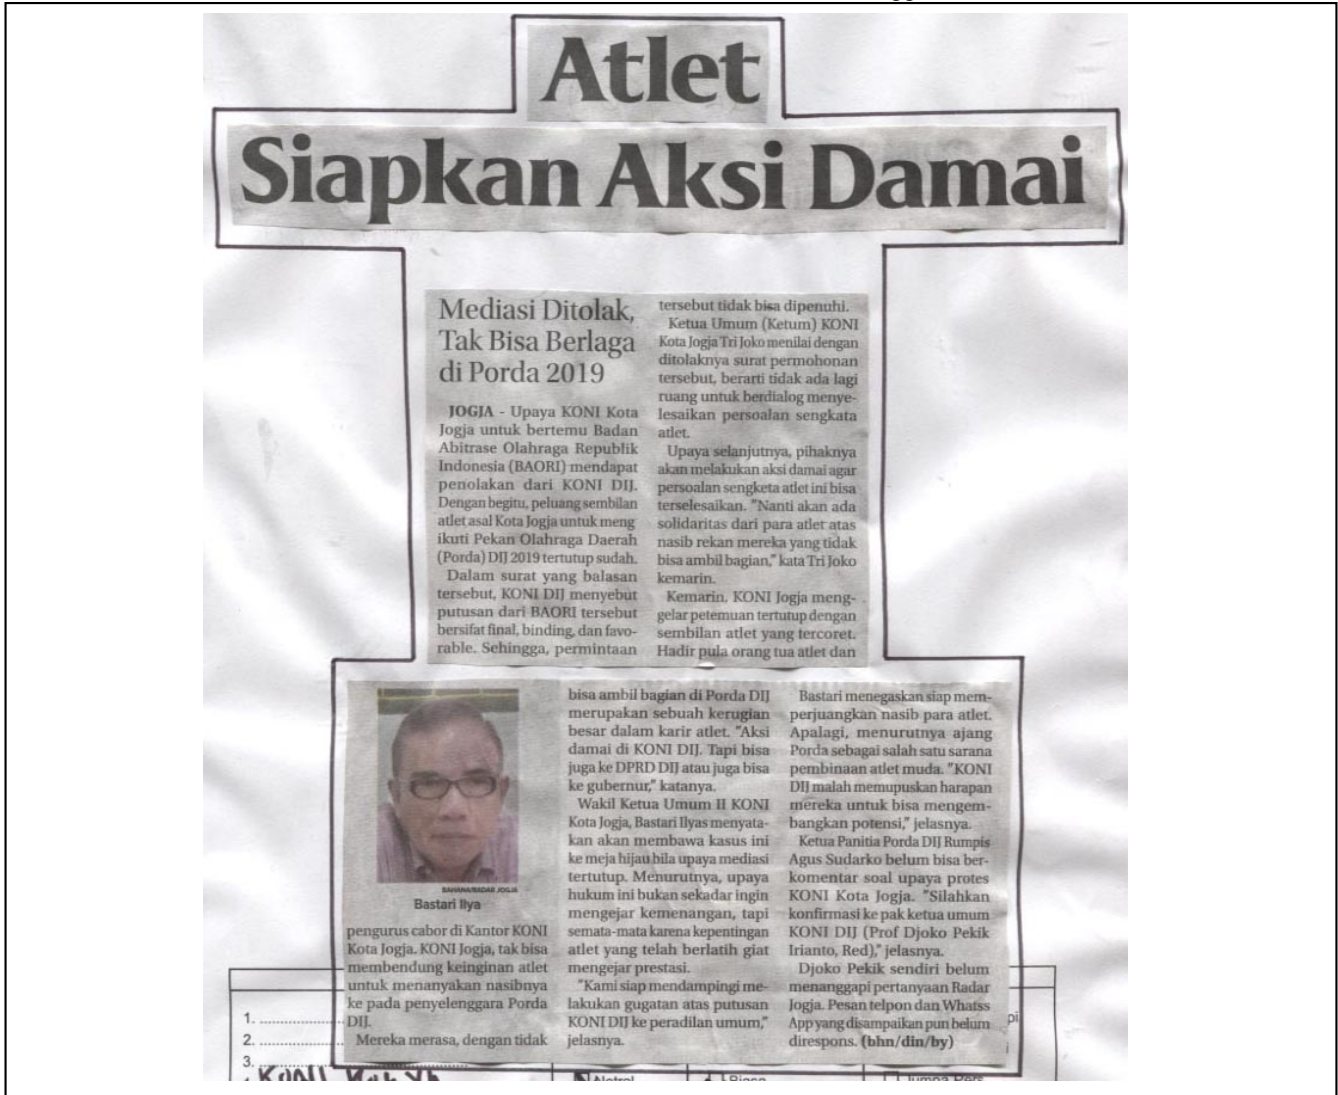 Atlet
Siapkan Aksi Damai
Mediasi Ditolak,
Tak Bisa Berlaga
di Porda 2019
JOGJA - Upaya KONI Kota
Jogja untuk bertemu Badan
Abitrase Olahraga Republik
Indonesia (BAORI) mendapat
penolakan dari KONI DIJ.
Dengan begitu, peluang sembilan
atlet asal Kota Jogja untuk meng
ikuti Pekan Olahraga Daerah
(Porda) DIJ 2019 tertutup sudah.
Dalam surat yang balasan
tersebut, KONI DIJ menyebut
putusan dari BAORI tersebut
bersifat final, binding, dan favo-
rable. Sehingga, permintaan
tersebut tidak bisa dipenuhi.
Ketua Umum (Ketum) KONI
Kota Jogja Tri Joko menilai dengan
ditolaknya surat permohonan
tersebut, berarti tidak ada lagi
ruang untuk berdialog menye-
lesaikan persoalan sengkata
atlet.
Upaya selanjutnya, pihaknya
akan melakukan aksi damai agar
persoalan sengketa atlet ini bisa
terselesaikan. "Nanti akan ada
solidaritas dari para atlet atas
nasib rekan mereka yang tidak
bisa ambil bagian," kata Tri Joko
kemarin.
Kemarin, KONI Jogja meng-
gelar petemuan tertutup dengan
sembilan atlet yang tercoret.
Hadir pula orang tua atlet dan
BAHANA/RADAR JOGJA
Bastari Ilya
pengurus cabor di Kantor KONI
Kota Jogja. KONI Jogja, tak bisa
membendung keinginan atlet
untuk menanyakan nasibnya
ke pada penyelenggara Porda
DIJ.
Mereka merasa, dengan tidak
bisa ambil bagian di Porda DIJ
merupakan sebuah kerugian
besar dalam karir atlet. "Aksi
damai di KONI DIJ. Tapi bisa
juga ke DPRD DIJ atau juga bisa
ke gubernur," katanya.
Wakil Ketua Umum II KONI
Kota Jogja, Bastari Ilyas menyata-
kan akan membawa kasus ini
ke meja hijau bila upaya mediasi
tertutup. Menurutnya, upaya
hukum ini bukan sekadar ingin
mengejar kemenangan, tapi
semata-mata karena kepentingan
atlet yang telah berlatih giat
mengejar prestasi.
"Kami siap mendampingi me-
lakukan gugatan atas putusan
KONI DIJ ke peradilan umum,"
jelasnya.
Bastari menegaskan siap mem-
perjuangkan nasib para atlet.
Apalagi, menurutnya ajang
Porda sebagai salah satu sarana
pembinaan atlet muda. "KONI
DIJ malah memupuskan harapan
mereka untuk bisa mengem-
bangkan potensi," jelasnya.
Ketua Panitia Porda DIJ Rumpis
Agus Sudarko belum bisa ber-
komentar soal upaya protes
KONI Kota Jogja. "Silahkan
konfirmasi ke pak ketua umum
KONI DIJ (Prof Djoko Pekik
Irianto, Red)," jelasnya.
Djoko Pekik sendiri belum
menanggapi pertanyaan Radar
Jogja. Pesan telpon dan Whatss
App yang disampaikan pun belum
direspons. (bhn/din/by)
1.
2.
3.
KONI